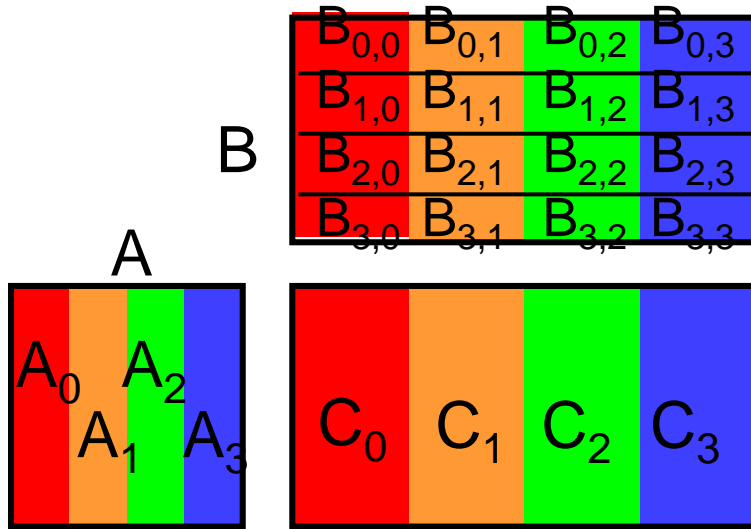 B₀,₀ B₀,₁ B₀,₂ B₀,₃
B₁,₀ B₁,₁ B₁,₂ B₁,₃
B
B₂,₀ B₂,₁ B₂,₂ B₂,₃
B₃,₀ B₃,₁ B₃,₂ B₃,₃
A
A₀ A₂
A₁ A₃
C₀ C₁ C₂ C₃